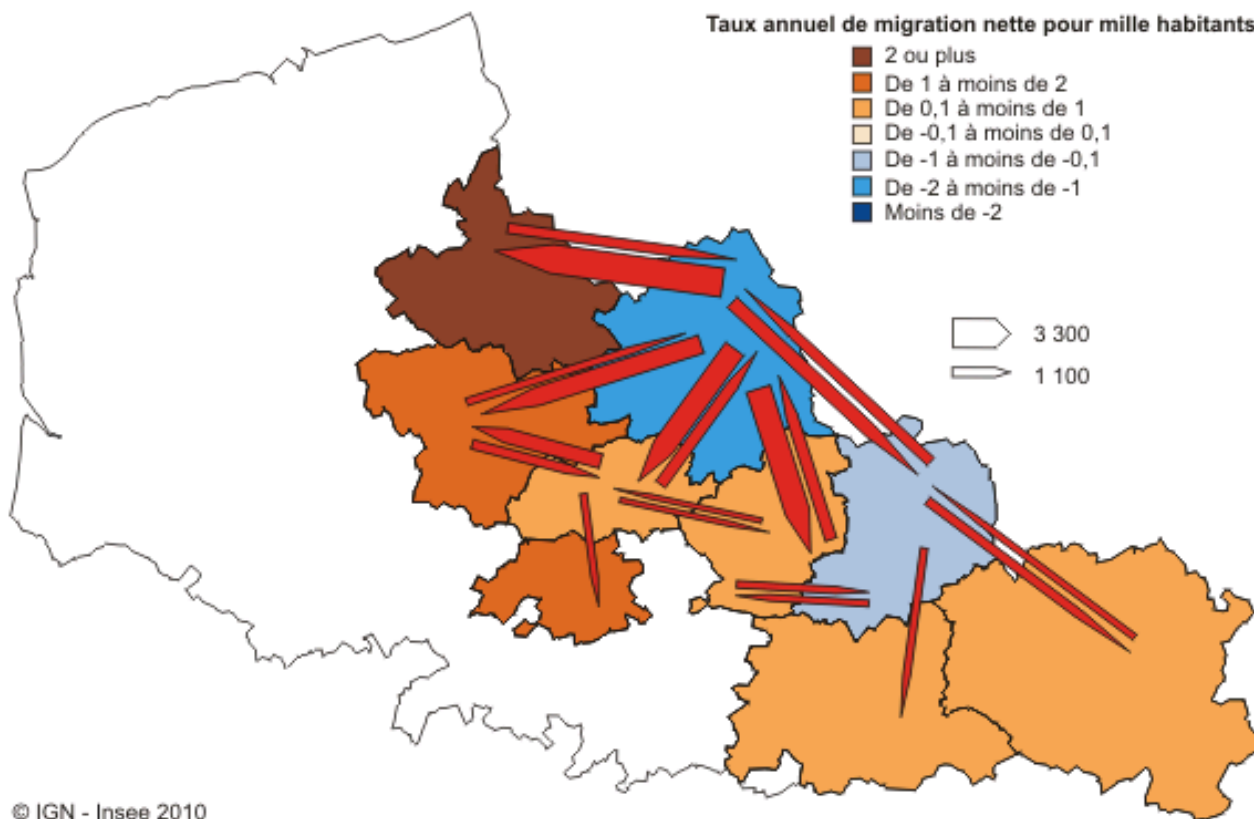 Taux annuel de migration nette pour mille habitants
2 ou plus
De 1 à moins de 2
De 0,1 à moins de 1
De -0,1 à moins de 0,1
De -1 à moins de -0,1
De -2 à moins de -1
Moins de -2
3 300
1 100
© IGN - Insee 2010